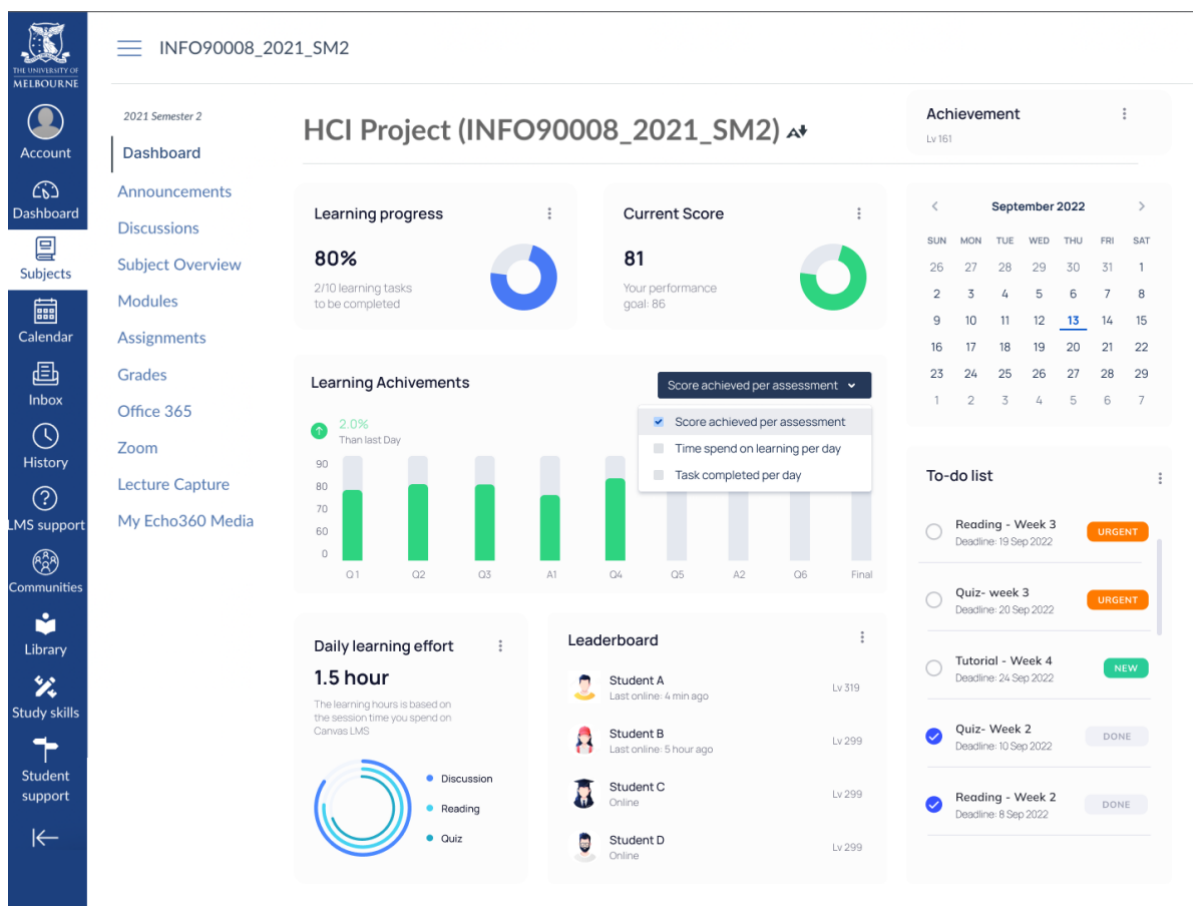 THE UNIVERSITY OF
MELBOURNE
Account
Dashboard
Subjects
Calendar
Inbox
History
LMS support
Communities
Library
Study skills
Student
support
INFO90008_2021_SM2
2021 Semester 2
Dashboard
Announcements
Discussions
Subject Overview
Modules
Assignments
Grades
Office 365
Zoom
Lecture Capture
My Echo360 Media
HCI Project (INFO90008_2021_SM2)
Learning progress
80%
2/10 learning tasks
to be completed
Current Score
81
Your performance
goal: 86
Learning Achivements
Score achieved per assessment
Score achieved per assessment
Time spend on learning per day
Task completed per day
2.0%
Than last Day
90
80
70
60
0
Q1 Q2 Q3 A1 Q4 Q5 A2 Q6 Final
Daily learning effort
1.5 hour
The learning hours is based on
the session time you spend on
Canvas LMS
Discussion
Reading
Quiz
Leaderboard
Student A
Last online: 4 min ago
Lv 319
Student B
Last online: 5 hour ago
Lv 299
Student C
Online
Lv 299
Student D
Online
Lv 299
Achievement
Lv 161
September 2022
SUN MON TUE WED THU FRI SAT
26 27 28 29 30 31 1
2 3 4 5 6 7 8
9 10 11 12 13 14 15
16 17 18 19 20 21 22
23 24 25 26 27 28 29
1 2 3 4 5 6 7
To-do list
Reading - Week 3
Deadline: 19 Sep 2022
URGENT
Quiz- week 3
Deadline: 20 Sep 2022
URGENT
Tutorial - Week 4
Deadline: 24 Sep 2022
NEW
Quiz- Week 2
Deadline: 10 Sep 2022
DONE
Reading - Week 2
Deadline: 8 Sep 2022
DONE